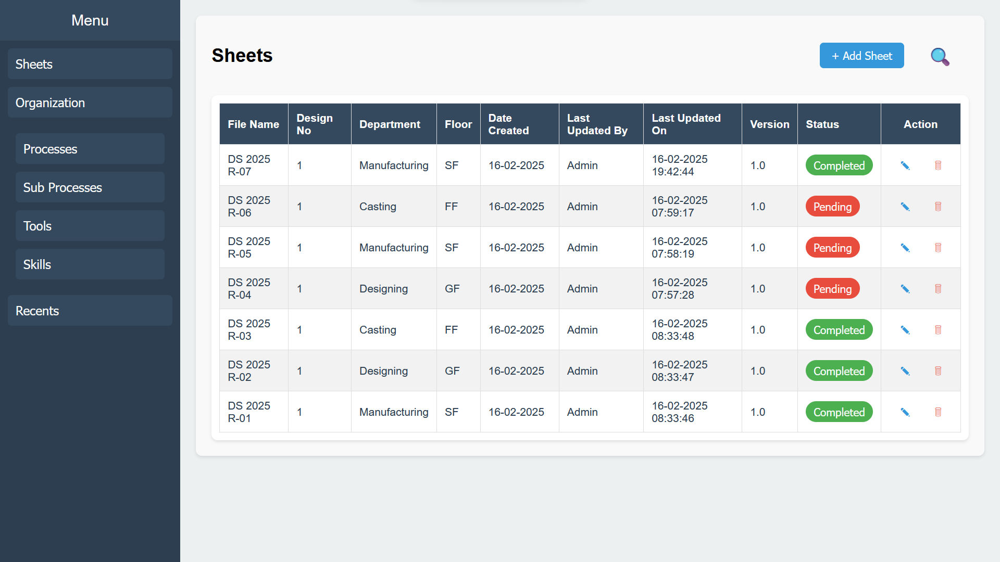 Menu
Sheets
Organization
Processes
Sub Processes
Tools
Skills
Recents
Sheets
+ Add Sheet
File Name Design No Department Floor Date Created Last Updated By Last Updated On Version Status Action
DS 2025 R-07 1 Manufacturing SF 16-02-2025 Admin 16-02-2025 19:42:44 1.0 Completed
DS 2025 R-06 1 Casting FF 16-02-2025 Admin 16-02-2025 07:59:17 1.0 Pending
DS 2025 R-05 1 Manufacturing SF 16-02-2025 Admin 16-02-2025 07:58:19 1.0 Pending
DS 2025 R-04 1 Designing GF 16-02-2025 Admin 16-02-2025 07:57:28 1.0 Pending
DS 2025 R-03 1 Casting FF 16-02-2025 Admin 16-02-2025 08:33:48 1.0 Completed
DS 2025 R-02 1 Designing GF 16-02-2025 Admin 16-02-2025 08:33:47 1.0 Completed
DS 2025 R-01 1 Manufacturing SF 16-02-2025 Admin 16-02-2025 08:33:46 1.0 Completed